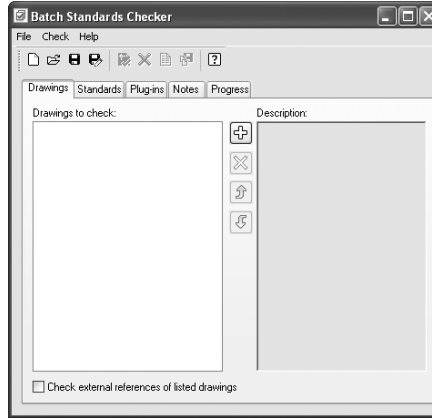 Batch Standards Checker
File Check Help
Drawings Standards Plug-ins Notes Progress
Drawings to check: Description:
Check external references of listed drawings